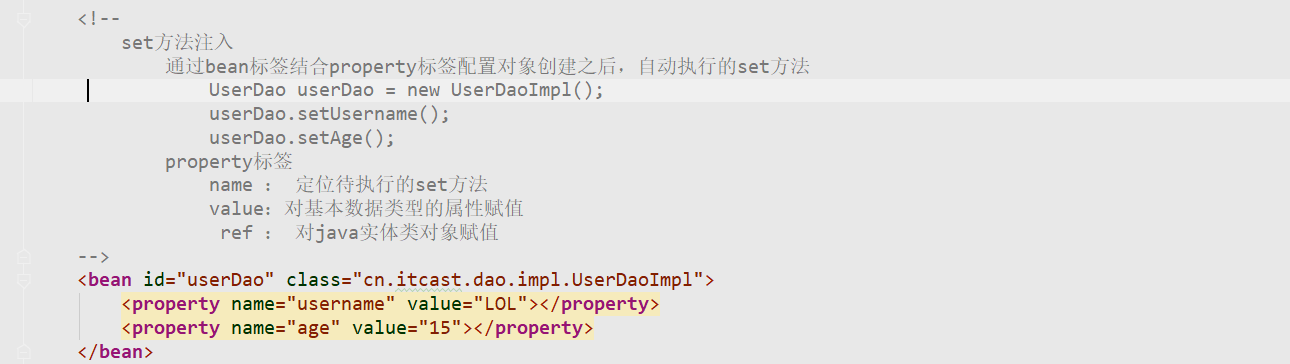 <!--
set方法注入
通过bean标签结合property标签配置对象创建之后，自动执行的set方法
UserDao userDao = new UserDaoImpl();
userDao.setUsername();
userDao.setAge();
property标签
name ： 定位待执行的set方法
value：对基本数据类型的属性赋值
ref ： 对java实体类对象赋值
-->
<bean id="userDao" class="cn.itcast.dao.impl.UserDaoImpl">
<property name="username" value="LOL"></property>
<property name="age" value="15"></property>
</bean>